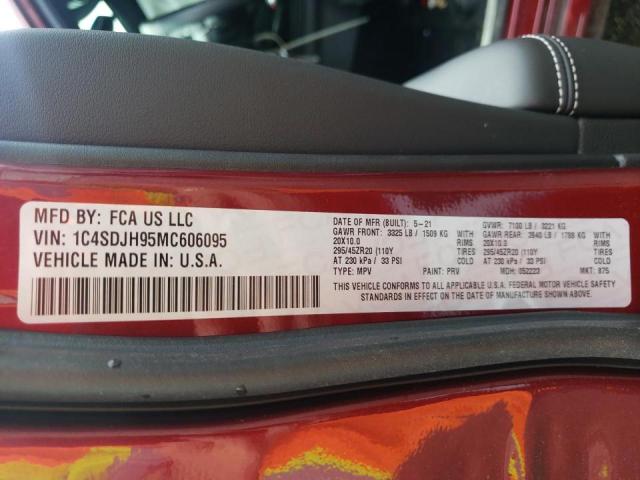 MFD BY: FCA US LLC
VIN: 1C4SDJH95MC606095
VEHICLE MADE IN: U.S.A.
DATE OF MFR (BUILT): 5-21
GVWR: 7100 LB / 3221 KG
GAWR FRONT: 3325 LB / 1509 KG
GAWR REAR: 3940 LB / 1788 KG
20X10.0 RIMS
20X10.0 RIMS
295/45ZR20 (110Y TIRES
295/45ZR20 (110Y TIRES
AT 230 kPa / 33 PSI COLD
AT 230 kPa / 33 PSI COLD
TYPE: MPV PAINT: PRV MDH: 052223 MKT: 875
THIS VEHICLE CONFORMS TO ALL APPLICABLE U.S.A. FEDERAL MOTOR VEHICLE SAFETY
STANDARDS IN EFFECT ON THE DATE OF MANUFACTURE SHOWN ABOVE